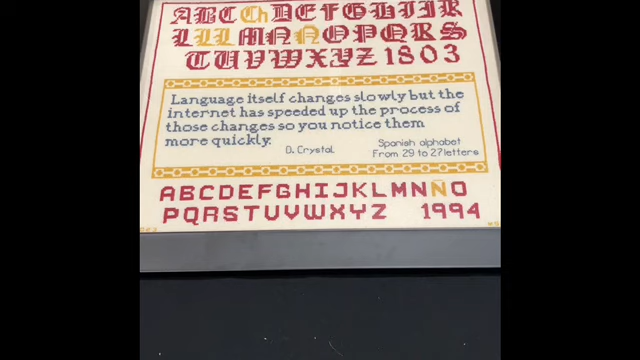 ABCChDEFGHIJK
LLLMNÑOPQRS
TUVWXYZ 1803
Language itself changes slowly but the
internet has speeded up the process of
those changes so you notice them
more quickly.
D. Crystal
Spanish alphabet
From 29 to 27 letters
ABCDEFGHIJKLMNÑO
PQRSTUVWXYZ 1994